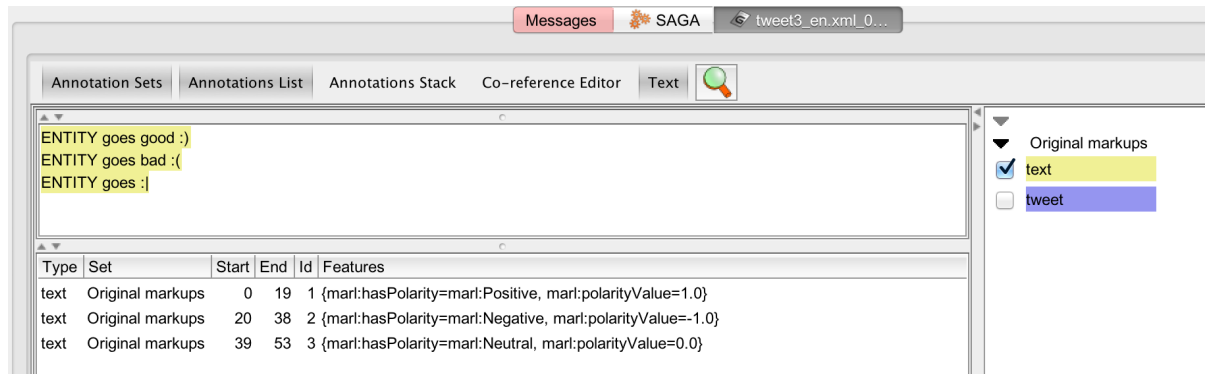 Messages SAGA tweet3_en.xml_0...
Annotation Sets Annotations List Annotations Stack Co-reference Editor Text
ENTITY goes good :)
ENTITY goes bad :(
ENTITY goes :|
Original markups
text
tweet
Type Set Start End Id Features
text Original markups 0 19 1 {marl:hasPolarity=marl:Positive, marl:polarityValue=1.0}
text Original markups 20 38 2 {marl:hasPolarity=marl:Negative, marl:polarityValue=-1.0}
text Original markups 39 53 3 {marl:hasPolarity=marl:Neutral, marl:polarityValue=0.0}